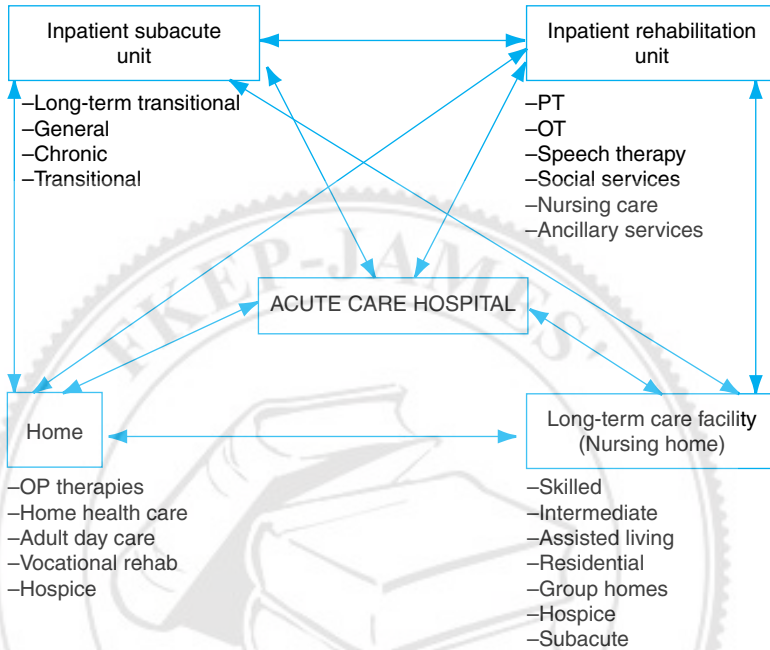 Inpatient subacute
unit
–Long-term transitional
–General
–Chronic
–Transitional
Inpatient rehabilitation
unit
–PT
–OT
–Speech therapy
–Social services
–Nursing care
–Ancillary services
FKEP-JAMES:
ACUTE CARE HOSPITAL
Home
–OP therapies
–Home health care
–Adult day care
–Vocational rehab
–Hospice
Long-term care facility
(Nursing home)
–Skilled
–Intermediate
–Assisted living
–Residential
–Group homes
–Hospice
–Subacute